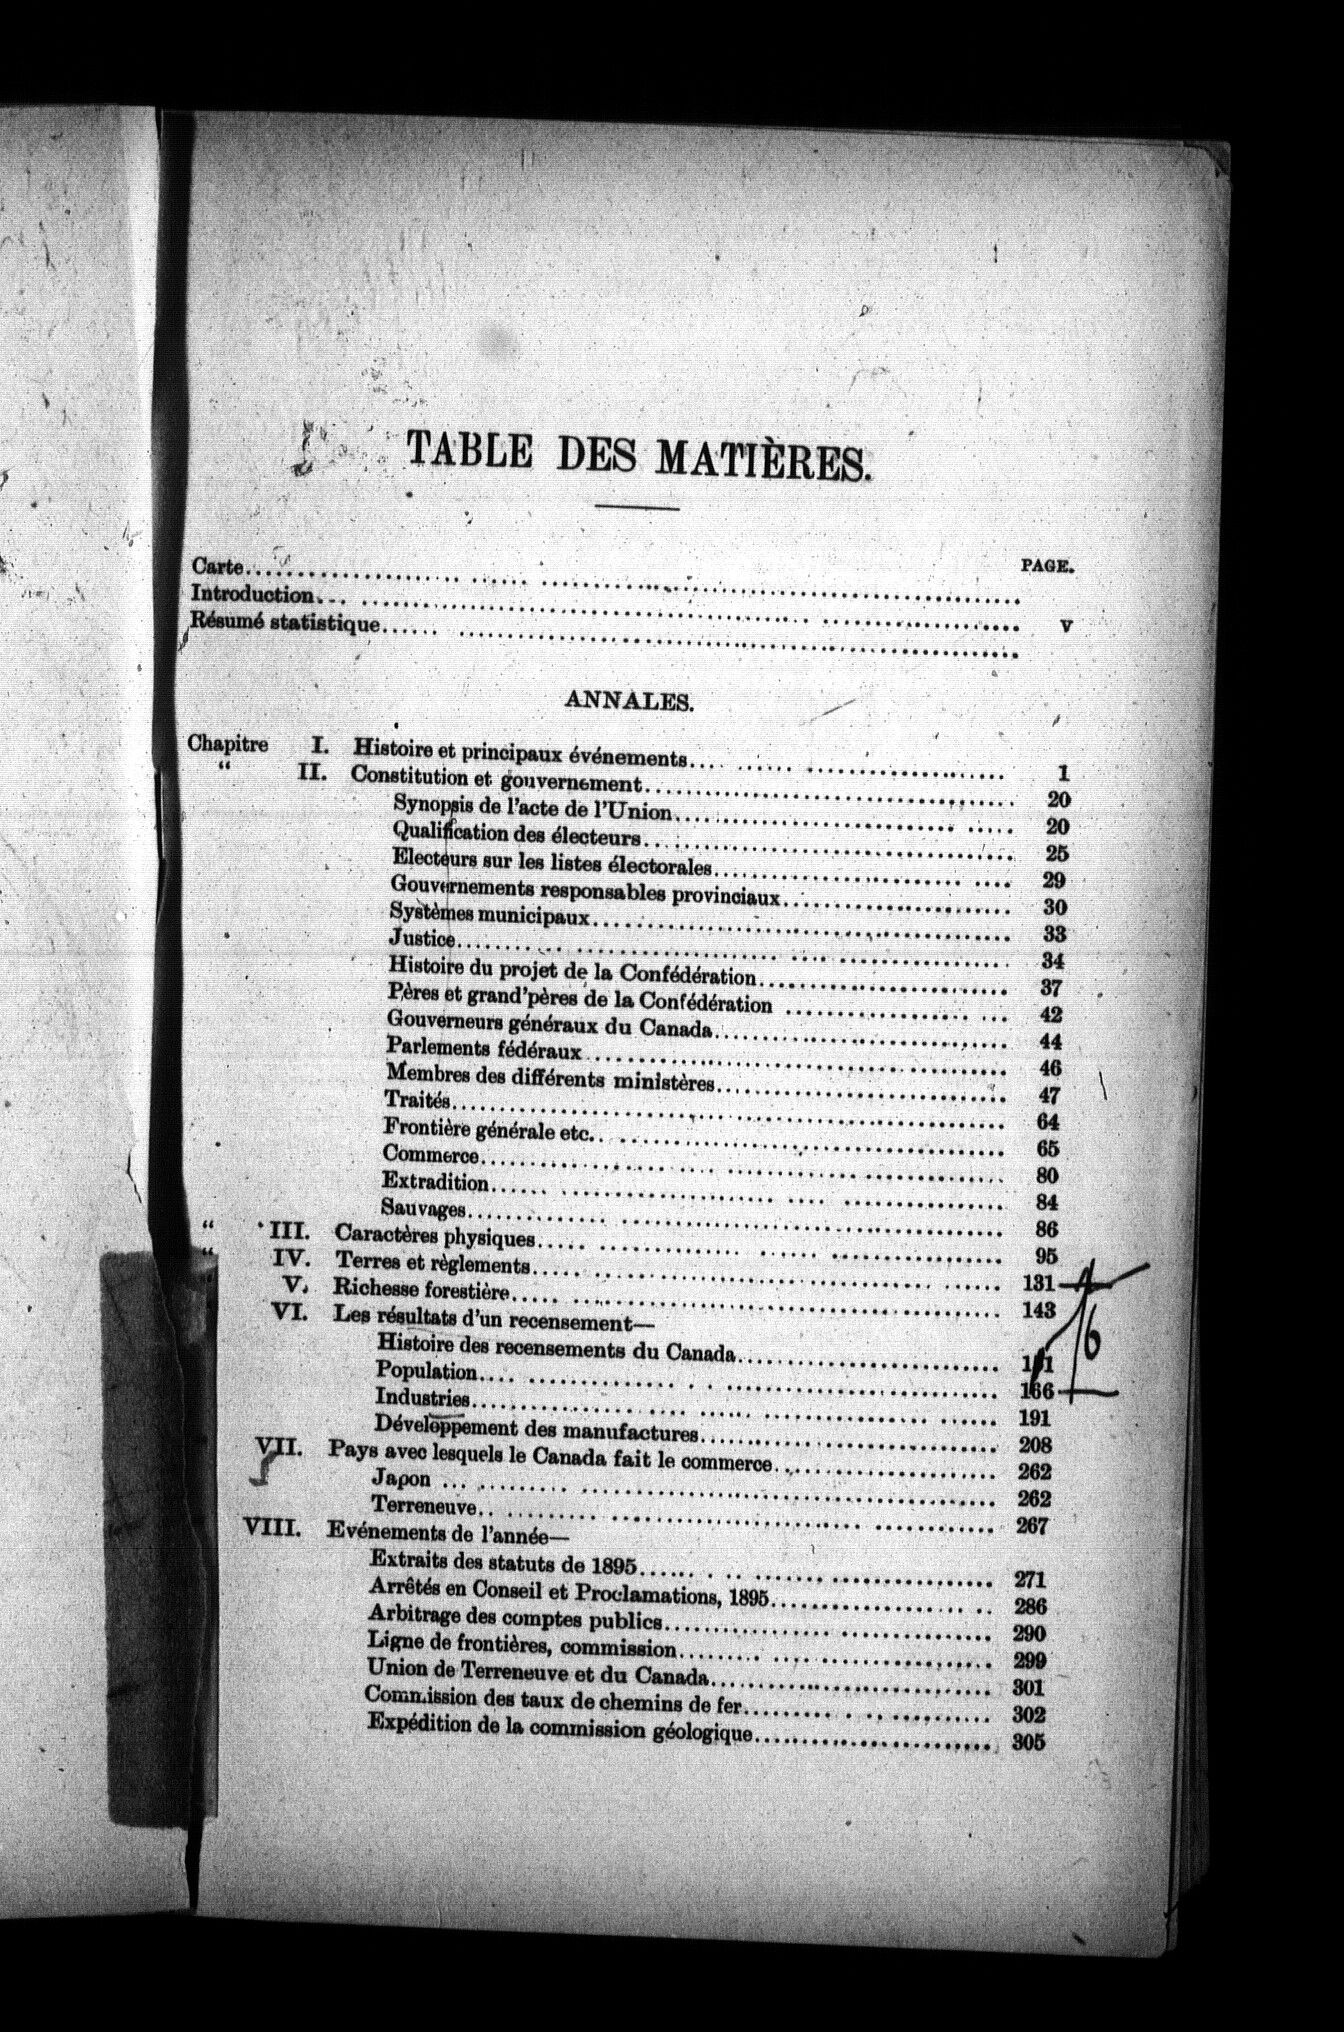 TABLE DES MATIÈRES.
PAGE.
Carte
Introduction v
Résumé statistique
ANNALES.
Chapitre I. Histoire et principaux événements 1
“ II. Constitution et gouvernement 20
Synopsis de l'acte de l'Union 20
Qualification des électeurs 25
Electeurs sur les listes électorales 29
Gouvernements responsables provinciaux 30
Systèmes municipaux 33
Justice 34
Histoire du projet de la Confédération 37
Pères et grand'pères de la Confédération 42
Gouverneurs généraux du Canada 44
Parlements fédéraux 46
Membres des différents ministères 47
Traités 64
Frontière générale etc. 65
Commerce 80
Extradition 84
Sauvages 86
“ III. Caractères physiques 95
“ IV. Terres et règlements 131
V. Richesse forestière 143
VI. Les résultats d'un recensement—
Histoire des recensements du Canada
Population 166
Industries 191
Développement des manufactures 208
VII. Pays avec lesquels le Canada fait le commerce 262
Japon 262
Terreneuve 267
VIII. Evénements de l'année—
Extraits des statuts de 1895 271
Arrêtés en Conseil et Proclamations, 1895 286
Arbitrage des comptes publics 290
Ligne de frontières, commission 299
Union de Terreneuve et du Canada 301
Commission des taux de chemins de fer 302
Expédition de la commission géologique 305